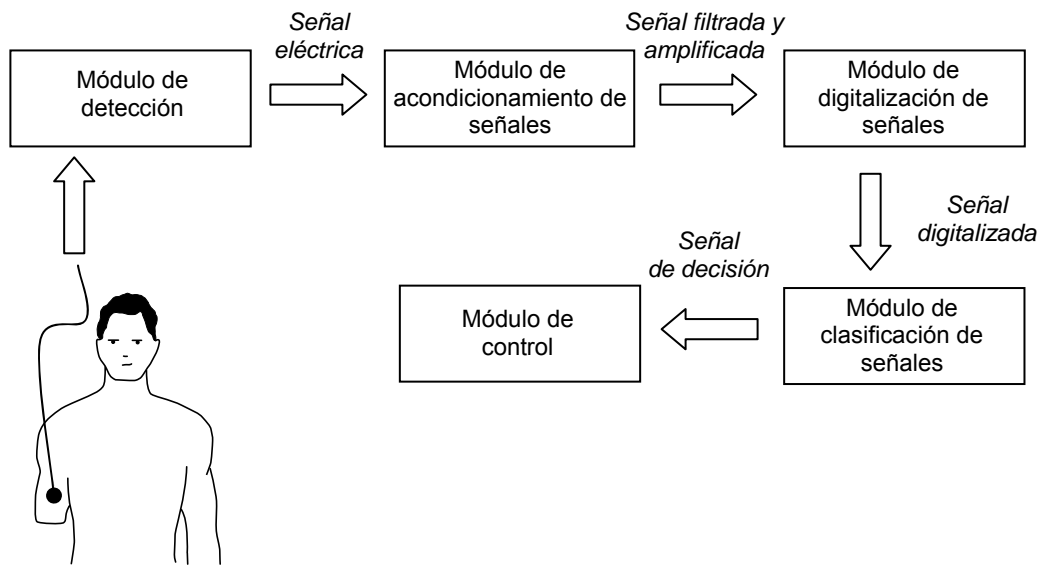 Señal
eléctrica
Señal filtrada y
amplificada
Módulo de
detección
Módulo de
acondicionamiento de
señales
Módulo de
digitalización de
señales
Señal
digitalizada
Señal
de decisión
Módulo de
control
Módulo de
clasificación de
señales